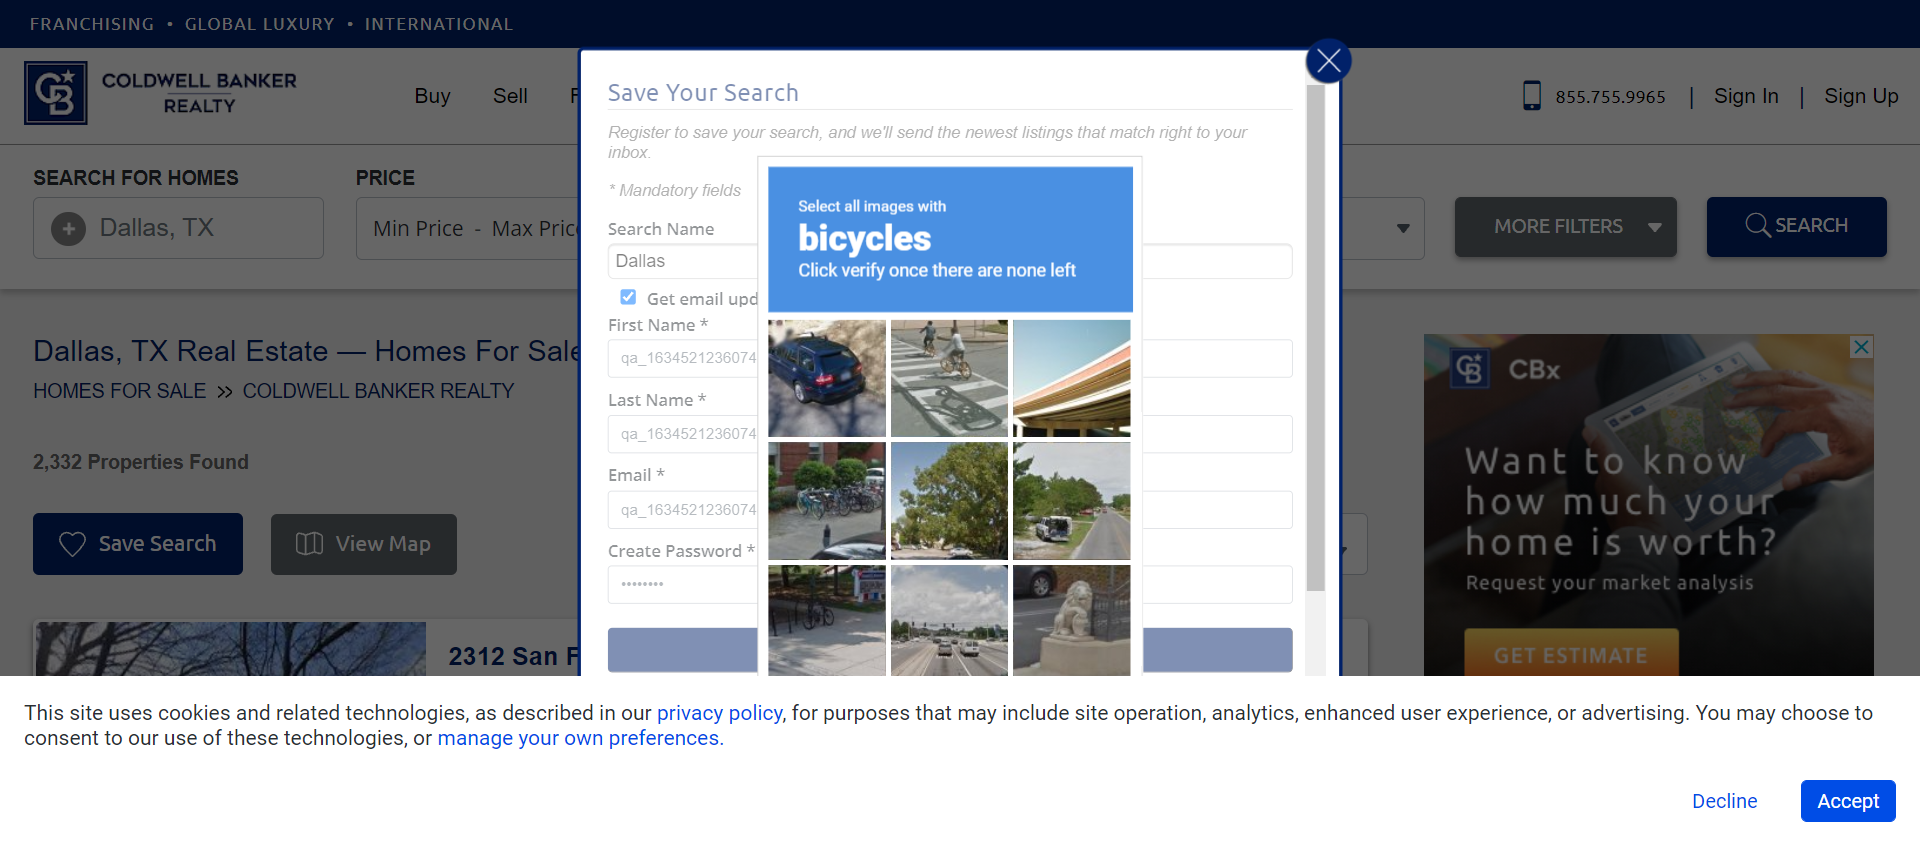 FRANCHISING • GLOBAL LUXURY • INTERNATIONAL
COLDWELL BANKER
REALTY
Buy Sell F
855.755.9965 | Sign In | Sign Up
SEARCH FOR HOMES
PRICE
Dallas, TX
Min Price - Max Pric
MORE FILTERS
SEARCH
Save Your Search
Register to save your search, and we'll send the newest listings that match right to your
inbox.
* Mandatory fields
Search Name
Dallas
Get email upd
First Name *
qa_1634521236074
Last Name *
qa_1634521236074
Email *
qa_1634521236074
Create Password *
••••••••
Select all images with
bicycles
Click verify once there are none left
Dallas, TX Real Estate — Homes For Sale
HOMES FOR SALE » COLDWELL BANKER REALTY
2,332 Properties Found
Save Search
View Map
2312 San F
CB CBx
Want to know
how much your
home is worth?
Request your market analysis
GET ESTIMATE
This site uses cookies and related technologies, as described in our privacy policy, for purposes that may include site operation, analytics, enhanced user experience, or advertising. You may choose to
consent to our use of these technologies, or manage your own preferences.
Decline
Accept